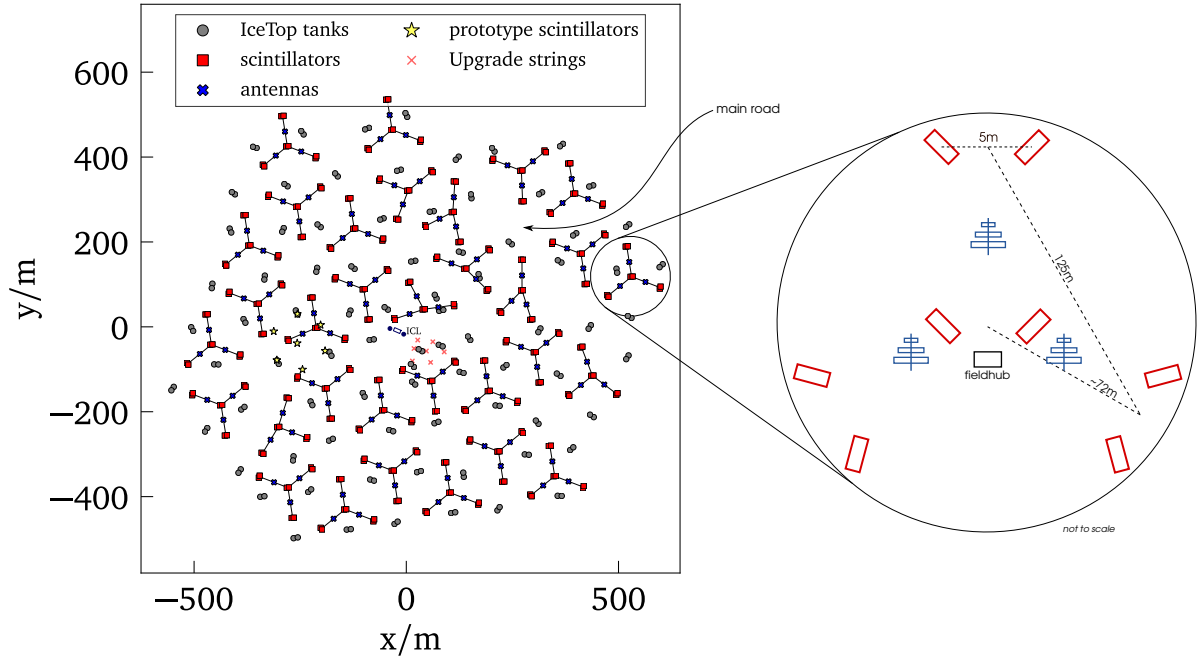 IceTop tanks
prototype scintillators
scintillators
Upgrade strings
antennas
main road
y/m
600
400
200
0
−200
−400
ICL
−500
0
500
x/m
5m
125m
~72m
fieldhub
not to scale